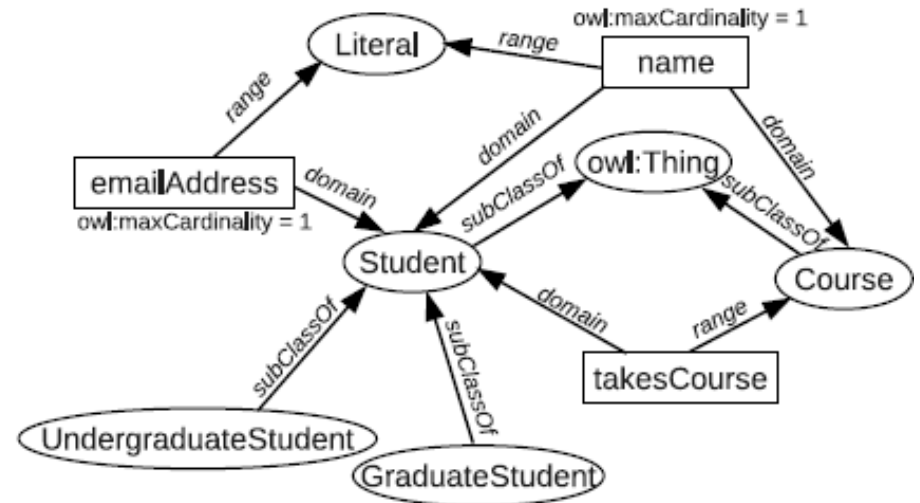 owl:maxCardinality = 1
Literal
range
name
range
domain
domain
owl:Thing
emailAddress
domain
owl:maxCardinality = 1
subClassOf
subClassOf
Student
Course
domain
range
subClassOf
subClassOf
takesCourse
UndergraduateStudent
GraduateStudent